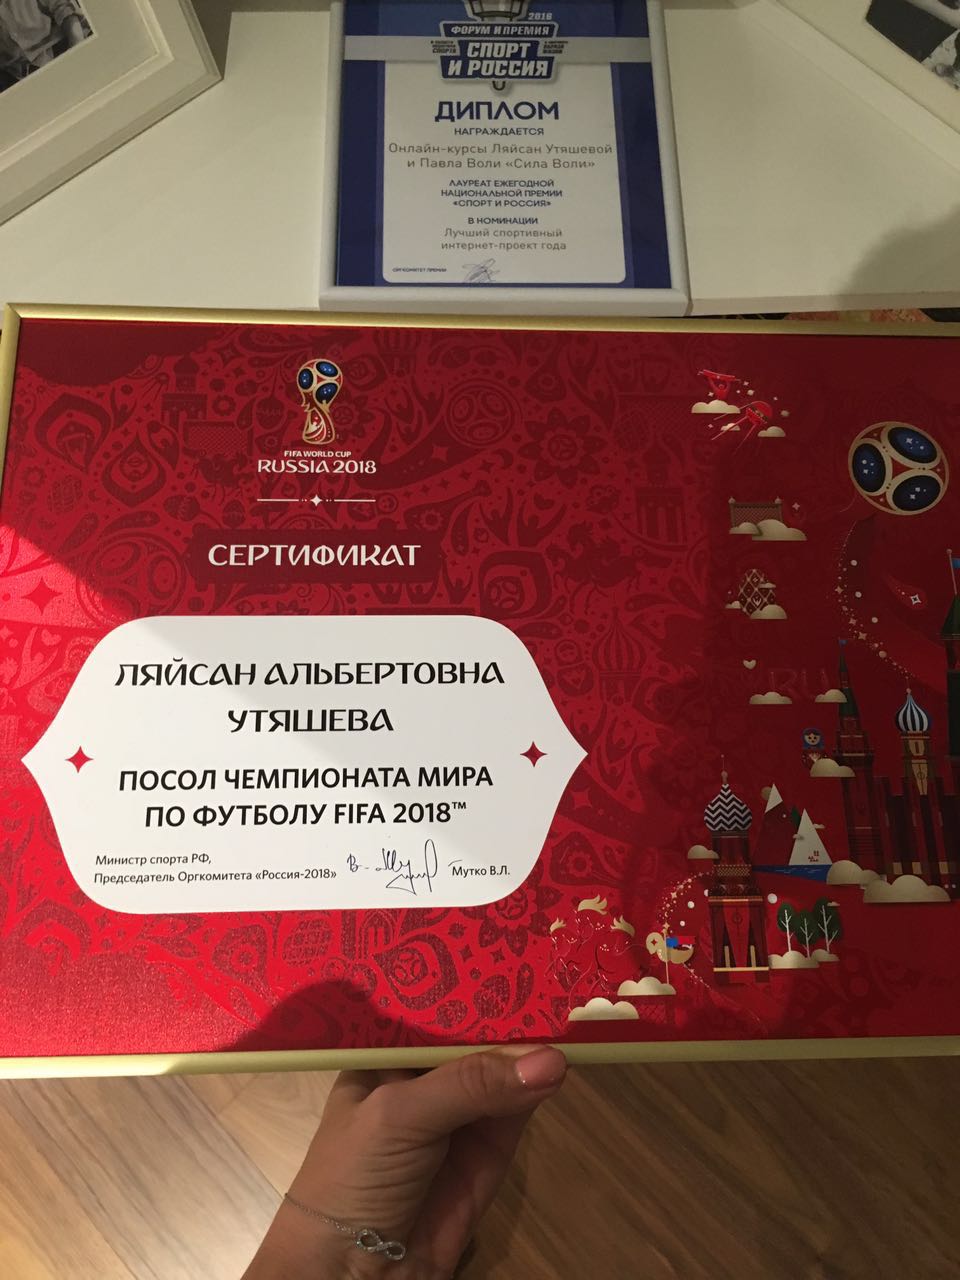 2016
ФОРУМ И ПРЕМИЯ
СПОРТ
И РОССИЯ
ДИПЛОМ
НАГРАЖДАЕТСЯ
Онлайн-курсы Ляйсан Утяшевой
и Павла Воли «Сила Воли»
ЛАУРЕАТ ЕЖЕГОДНОЙ
НАЦИОНАЛЬНОЙ ПРЕМИИ
«СПОРТ И РОССИЯ»
В НОМИНАЦИИ
Лучший спортивный
интернет-проект года
ОРГКОМИТЕТ ПРЕМИИ
FIFA WORLD CUP
RUSSIA 2018
СЕРТИФИКАТ
ЛЯЙСАН АЛЬБЕРТОВНА
УТЯШЕВА
ПОСОЛ ЧЕМПИОНАТА МИРА
ПО ФУТБОЛУ FIFA 2018™
Министр спорта РФ,
Председатель Оргкомитета «Россия-2018»
Мутко В.Л.